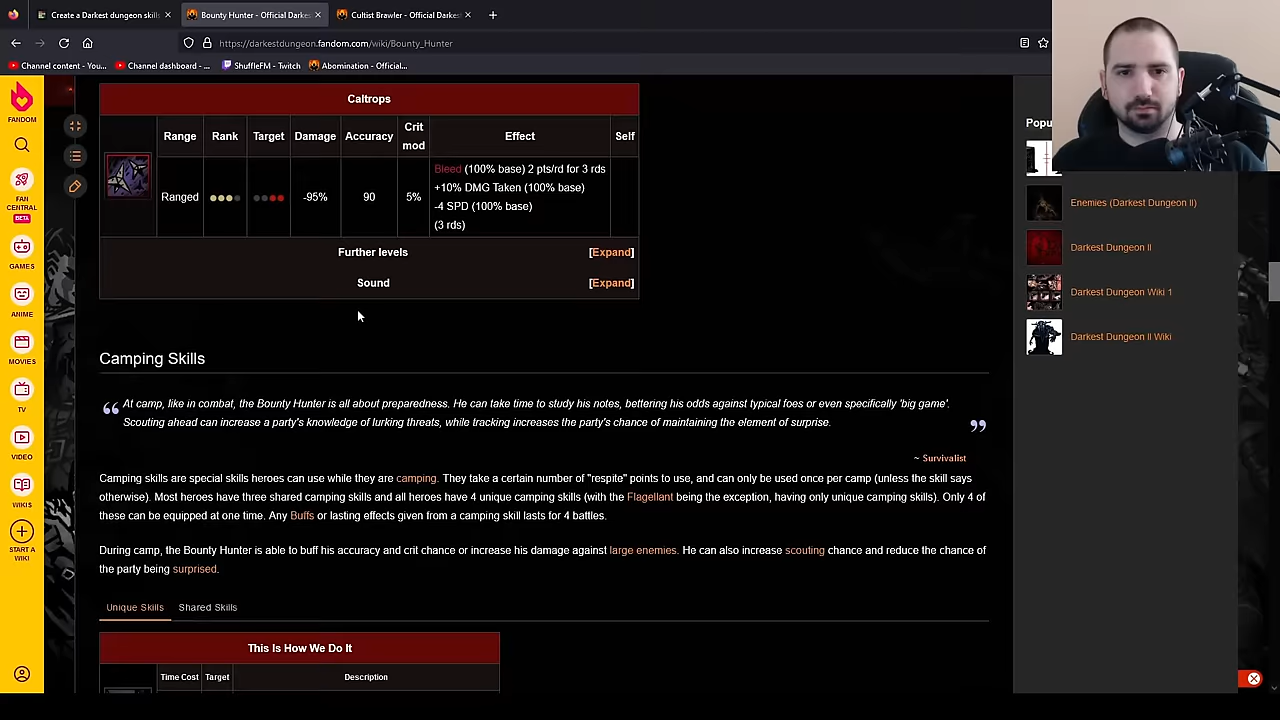 Create a Darkest dungeon skills
Bounty Hunter - Official Darkes
Cultist Brawler - Official Darkes
https://darkestdungeon.fandom.com/wiki/Bounty_Hunter
Channel content - You...
Channel dashboard - ...
ShuffleFM - Twitch
Abomination - Official...
FANDOM
FAN
CENTRAL
BETA
GAMES
ANIME
MOVIES
TV
VIDEO
WIKIS
START A
WIKI
Caltrops
Range Rank Target Damage Accuracy Crit mod Effect Self
Ranged -95% 90 5%
Bleed (100% base) 2 pts/rd for 3 rds
+10% DMG Taken (100% base)
-4 SPD (100% base)
(3 rds)
Further levels [Expand]
Sound [Expand]
Camping Skills
At camp, like in combat, the Bounty Hunter is all about preparedness. He can take time to study his notes, bettering his odds against typical foes or even specifically 'big game'.
Scouting ahead can increase a party's knowledge of lurking threats, while tracking increases the party's chance of maintaining the element of surprise.
~ Survivalist
Camping skills are special skills heroes can use while they are camping. They take a certain number of "respite" points to use, and can only be used once per camp (unless the skill says
otherwise). Most heroes have three shared camping skills and all heroes have 4 unique camping skills (with the Flagellant being the exception, having only unique camping skills). Only 4 of
these can be equipped at one time. Any Buffs or lasting effects given from a camping skill lasts for 4 battles.
During camp, the Bounty Hunter is able to buff his accuracy and crit chance or increase his damage against large enemies. He can also increase scouting chance and reduce the chance of
the party being surprised.
Unique Skills Shared Skills
This Is How We Do It
Time Cost Target Description
Popu
Enemies (Darkest Dungeon II)
Darkest Dungeon II
Darkest Dungeon Wiki 1
Darkest Dungeon II Wiki